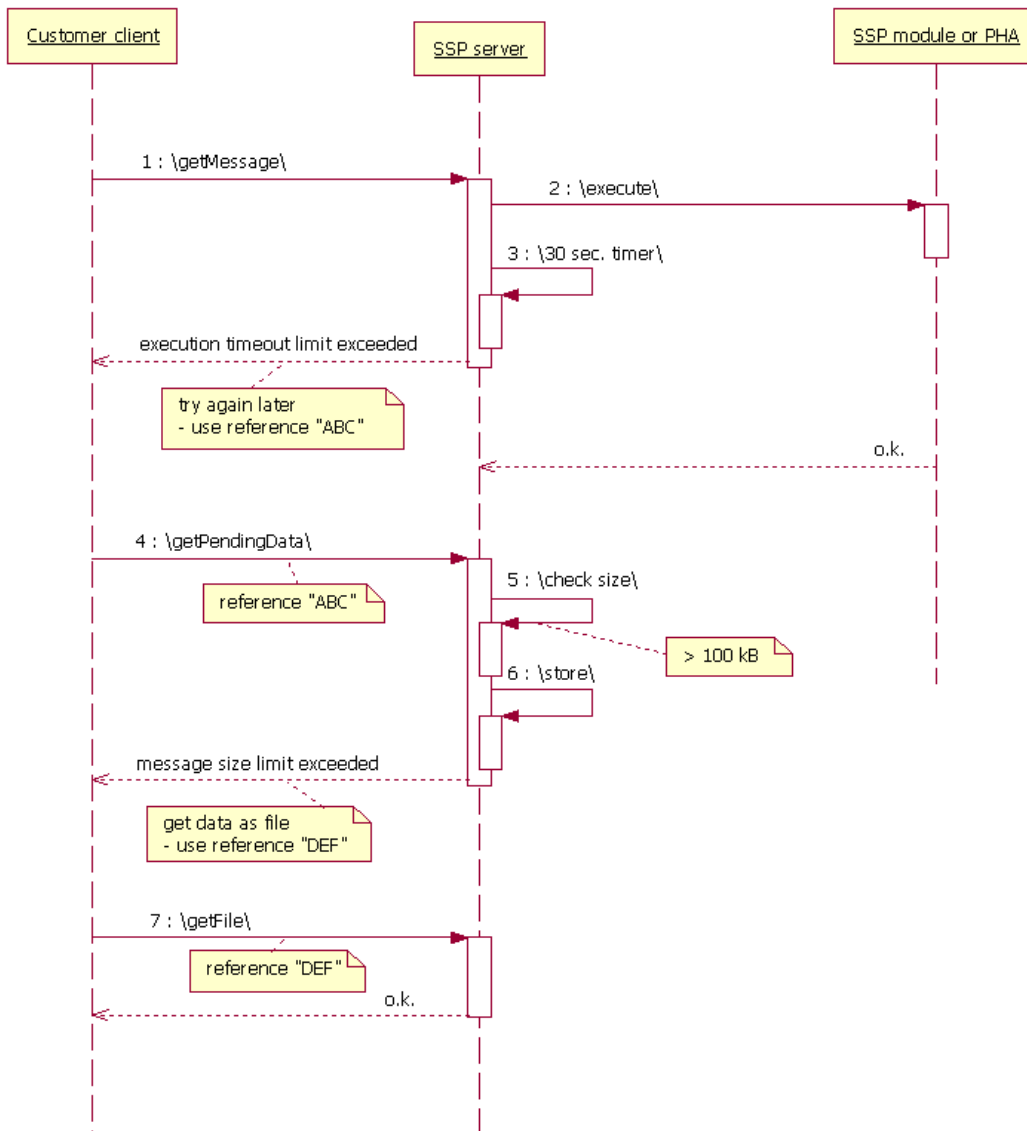 Customer client
SSP server
SSP module or PHA
1 : \getMessage\
2 : \execute\
3 : \30 sec. timer\
execution timeout limit exceeded
try again later
- use reference "ABC"
o.k.
4 : \getPendingData\
reference "ABC"
5 : \check size\
> 100 kB
6 : \store\
message size limit exceeded
get data as file
- use reference "DEF"
7 : \getFile\
reference "DEF"
o.k.